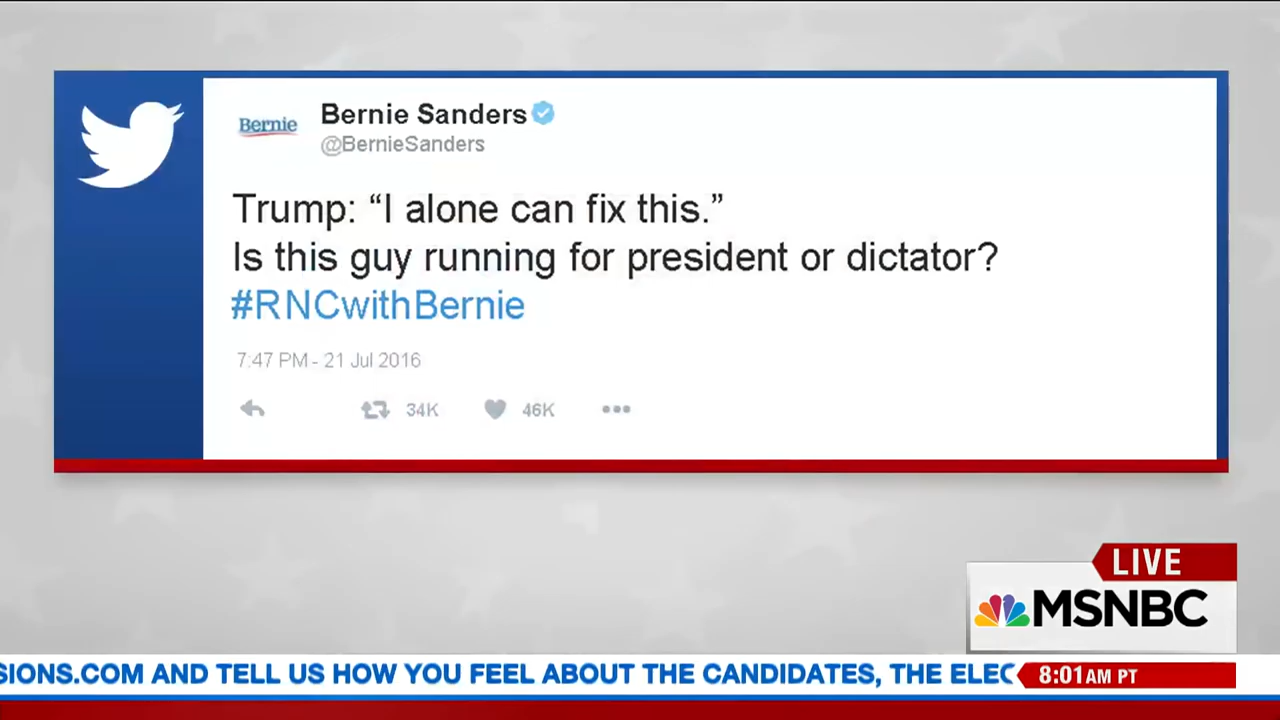 Bernie
Bernie Sanders
@BernieSanders
Trump: “I alone can fix this.”
Is this guy running for president or dictator?
#RNCwithBernie
7:47 PM - 21 Jul 2016
34K 46K
LIVE
MSNBC
SIONS.COM AND TELL US HOW YOU FEEL ABOUT THE CANDIDATES, THE ELEC
8:01AM PT